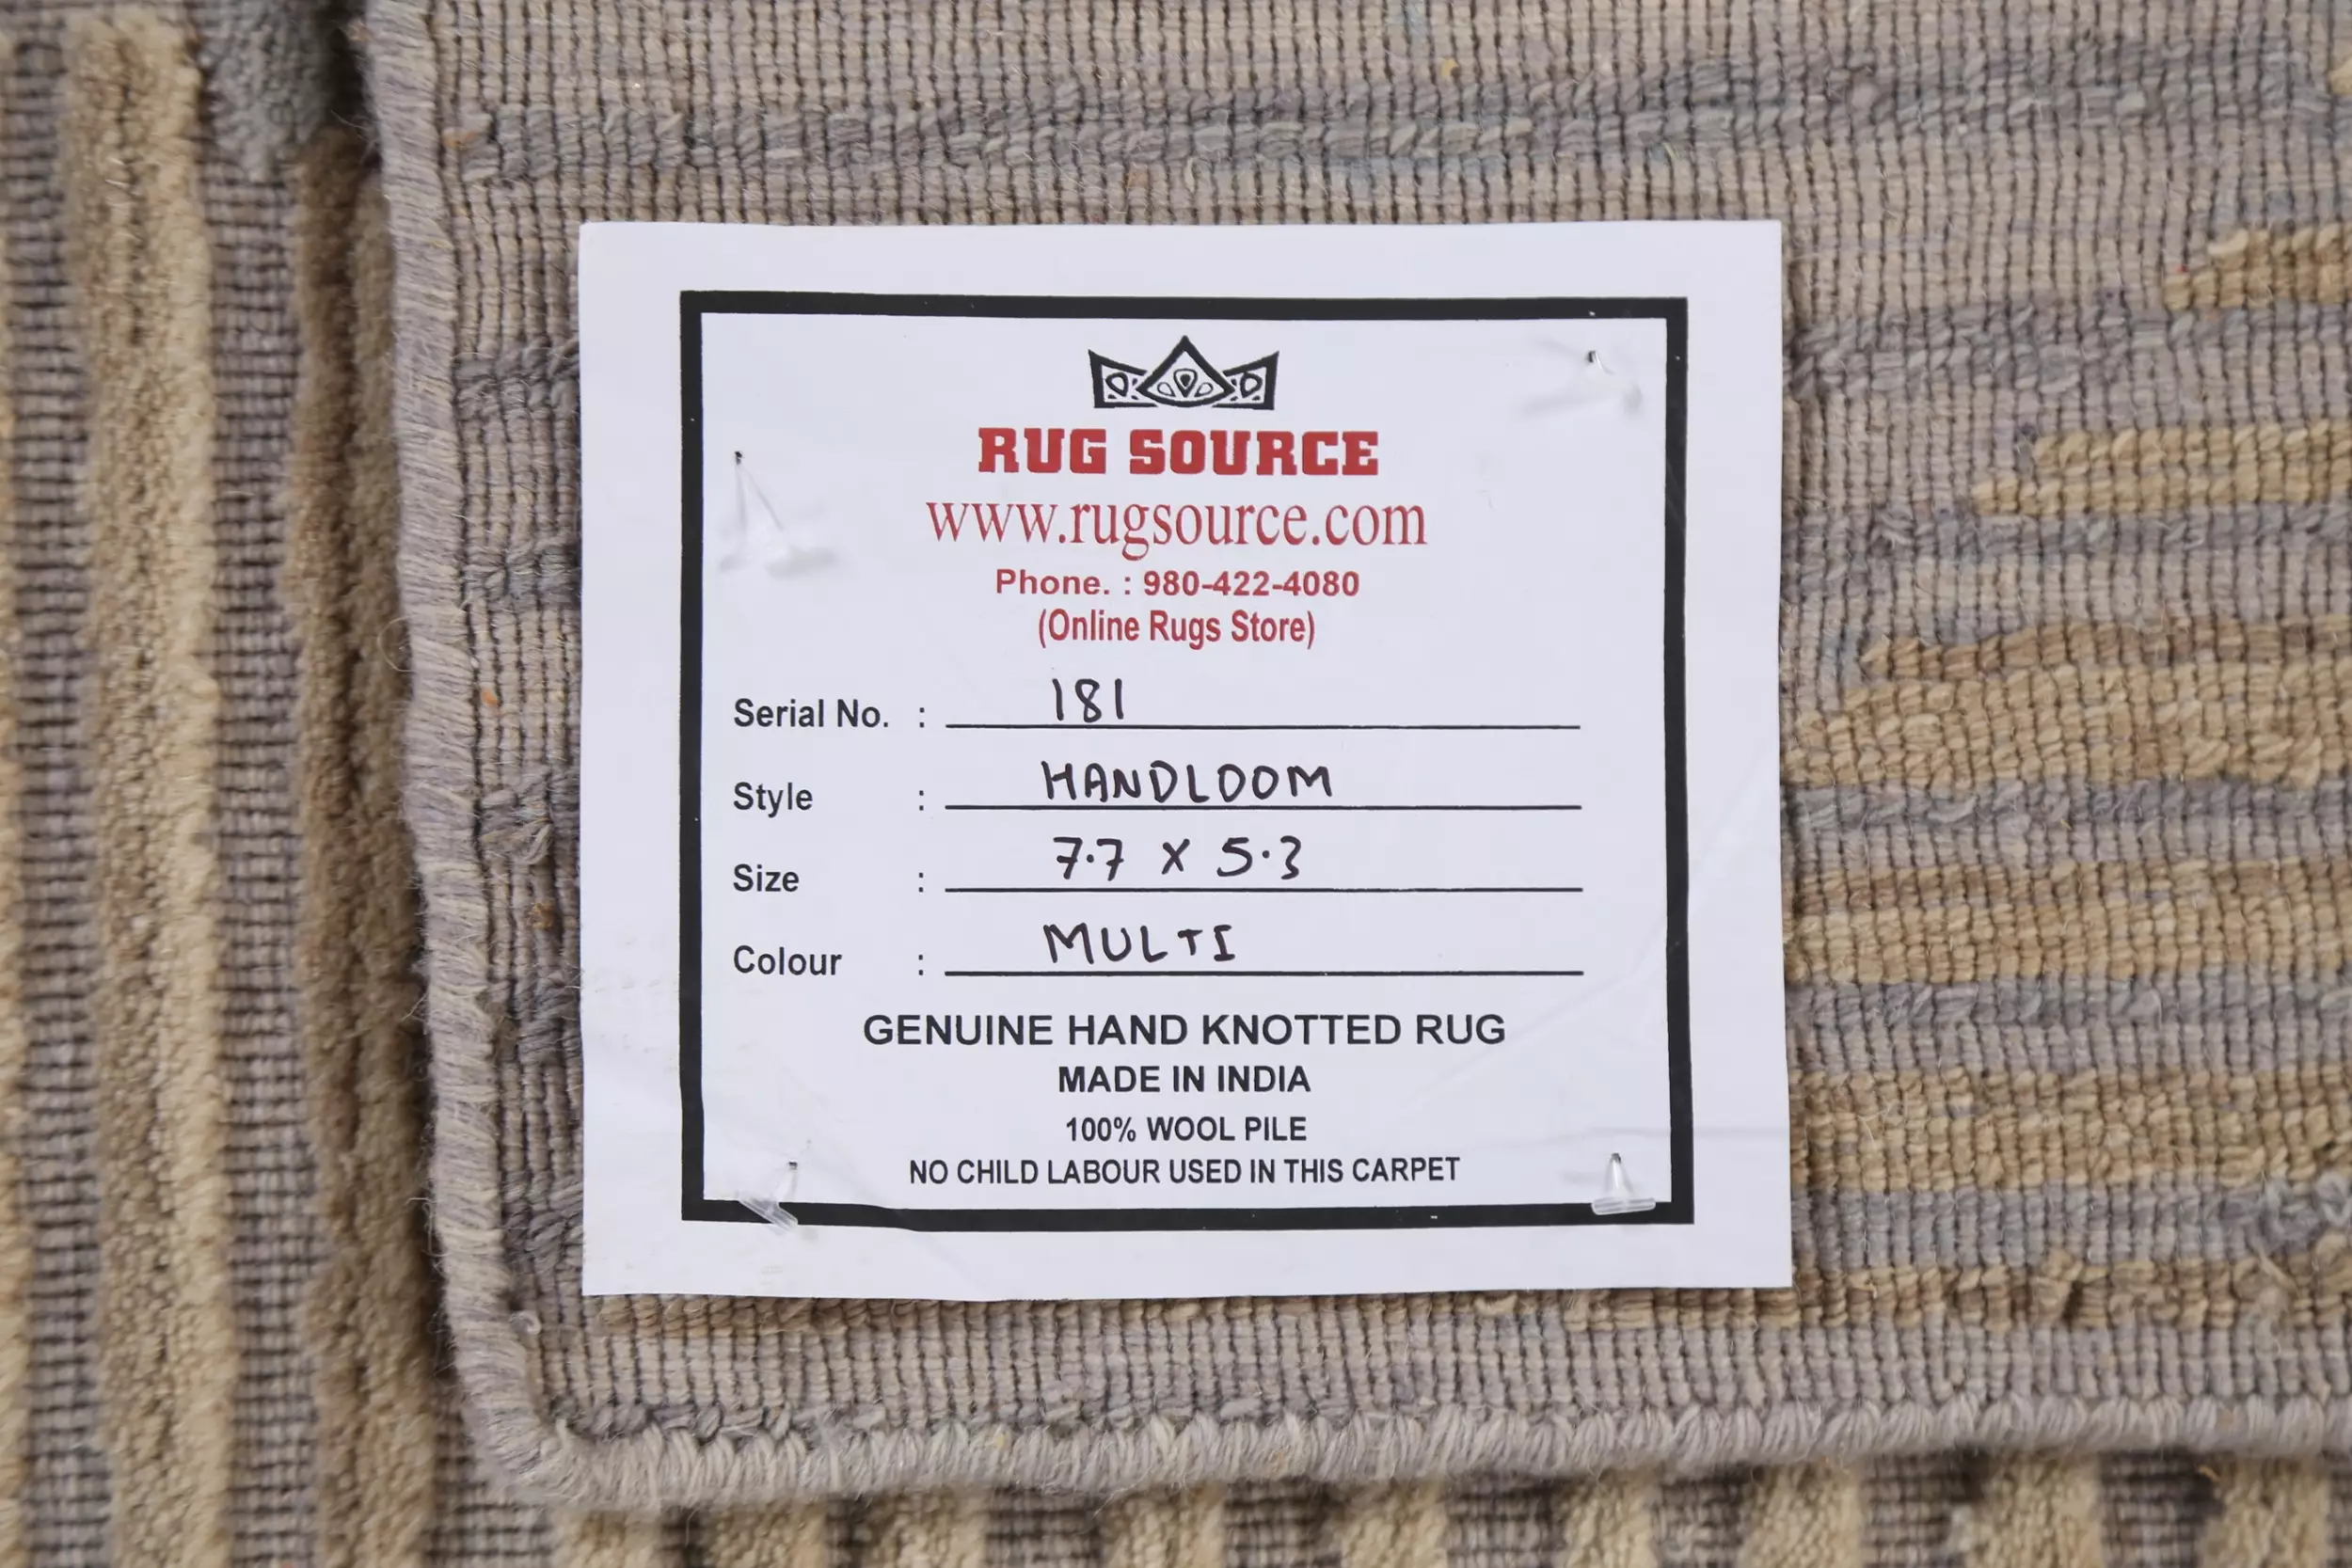 RUG SOURCE
www.rugsource.com
Phone. : 980-422-4080
(Online Rugs Store)
Serial No. : 181
Style : HANDLOOM
Size : 7.7 X 5.3
Colour : MULTI
GENUINE HAND KNOTTED RUG
MADE IN INDIA
100% WOOL PILE
NO CHILD LABOUR USED IN THIS CARPET